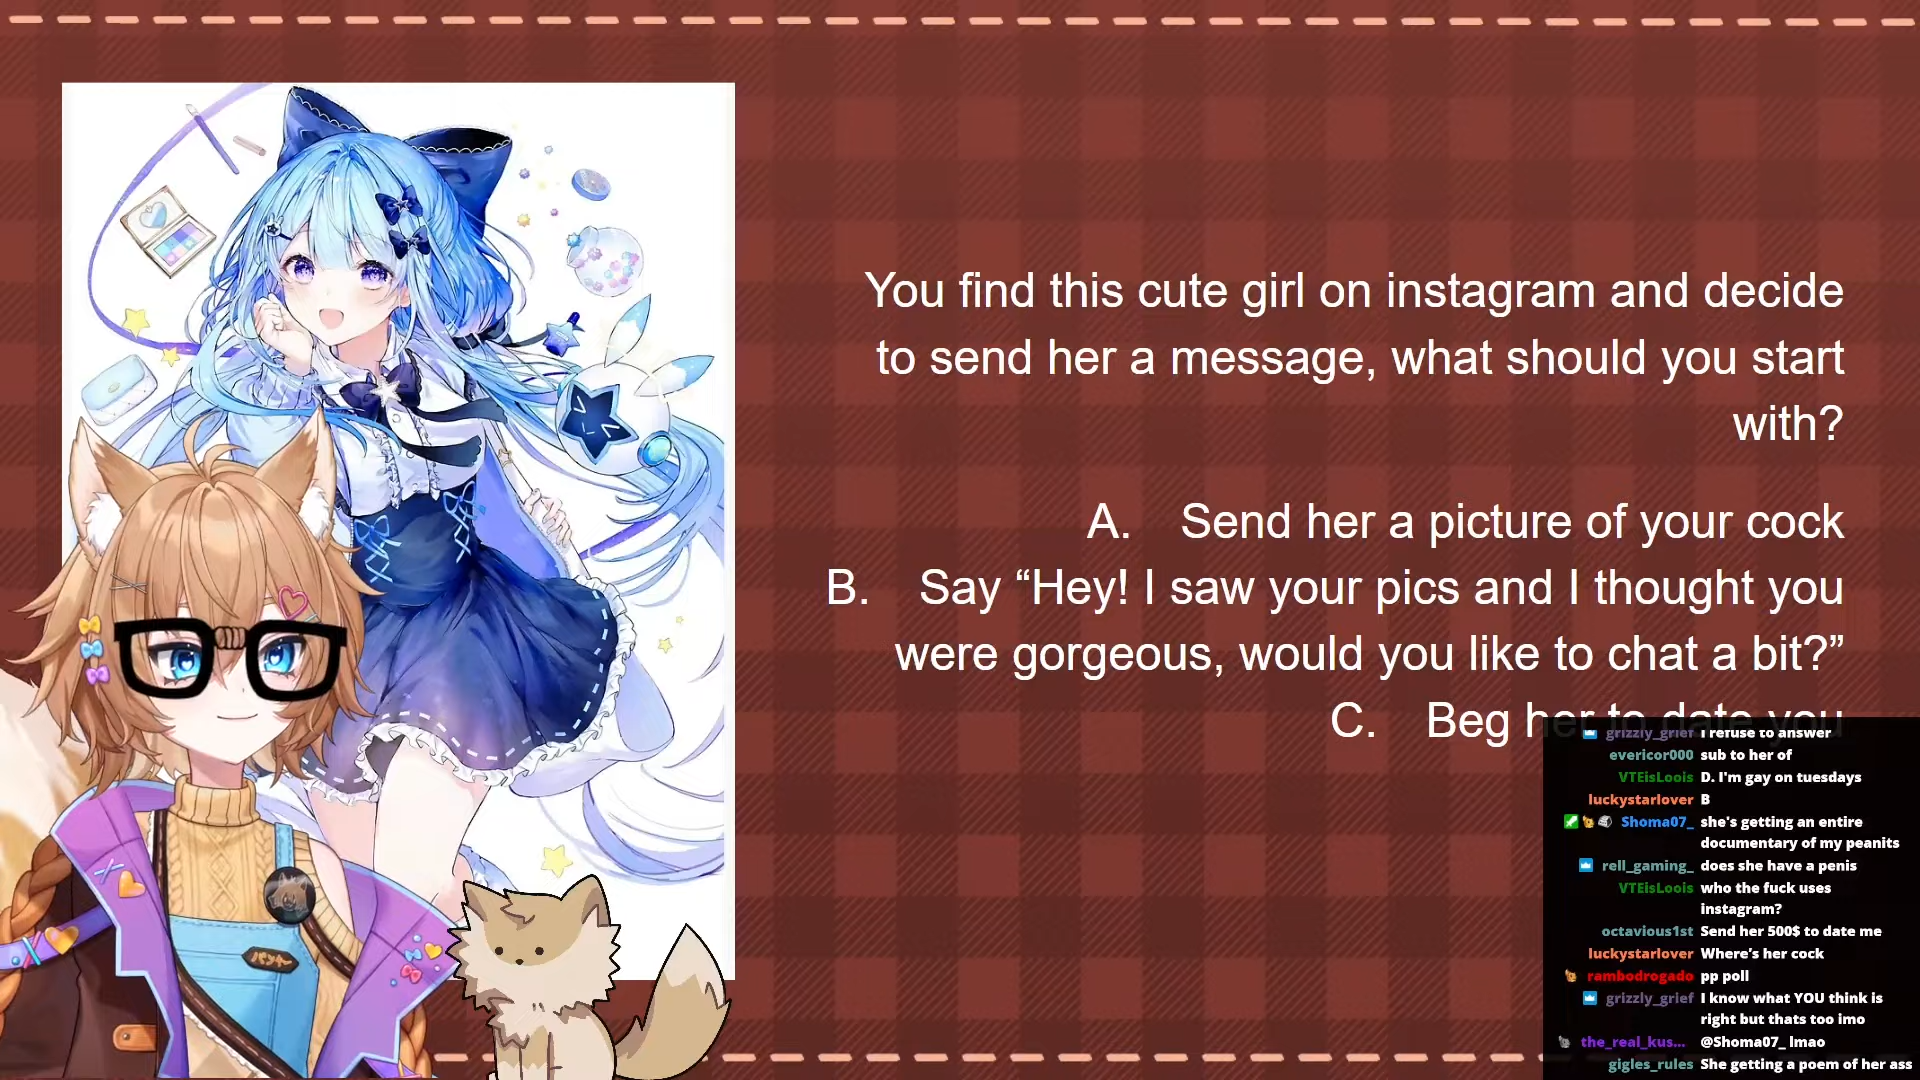 You find this cute girl on instagram and decide
to send her a message, what should you start
with?
A. Send her a picture of your cock
B. Say “Hey! I saw your pics and I thought you
were gorgeous, would you like to chat a bit?”
C. Beg her to date you
grizzly_grief I refuse to answer
evericor000 sub to her of
VTEisLoois D. I'm gay on tuesdays
luckystarlover B
Shoma07_ she's getting an entire
documentary of my peanits
rell_gaming_ does she have a penis
VTEisLoois who the fuck uses
instagram?
octavious1st Send her 500$ to date me
luckystarlover Where's her cock
rambodrogado pp poll
grizzly_grief I know what YOU think is
right but thats too imo
the_real_kus... @Shoma07_ lmao
gigles_rules She getting a poem of her ass